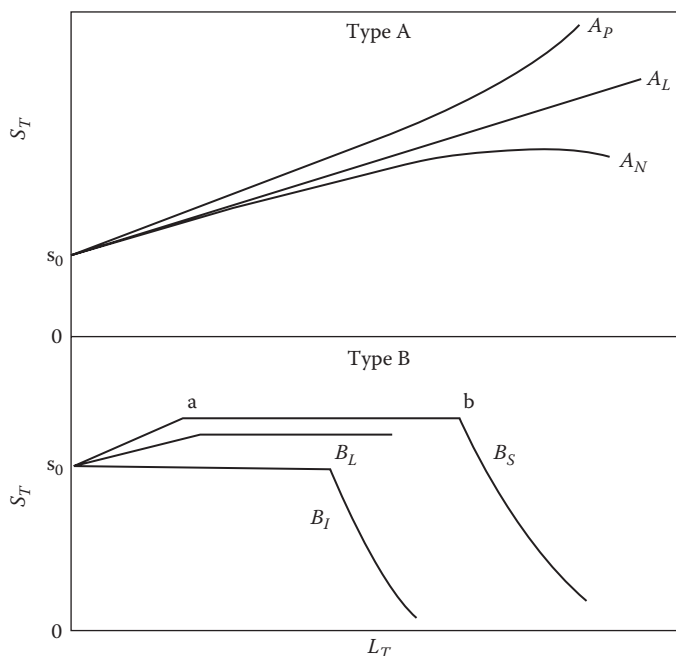 Type A
A_P
A_L
A_N
S_T
s_0
0
Type B
a
b
s_0
B_L
B_S
B_I
S_T
0
L_T